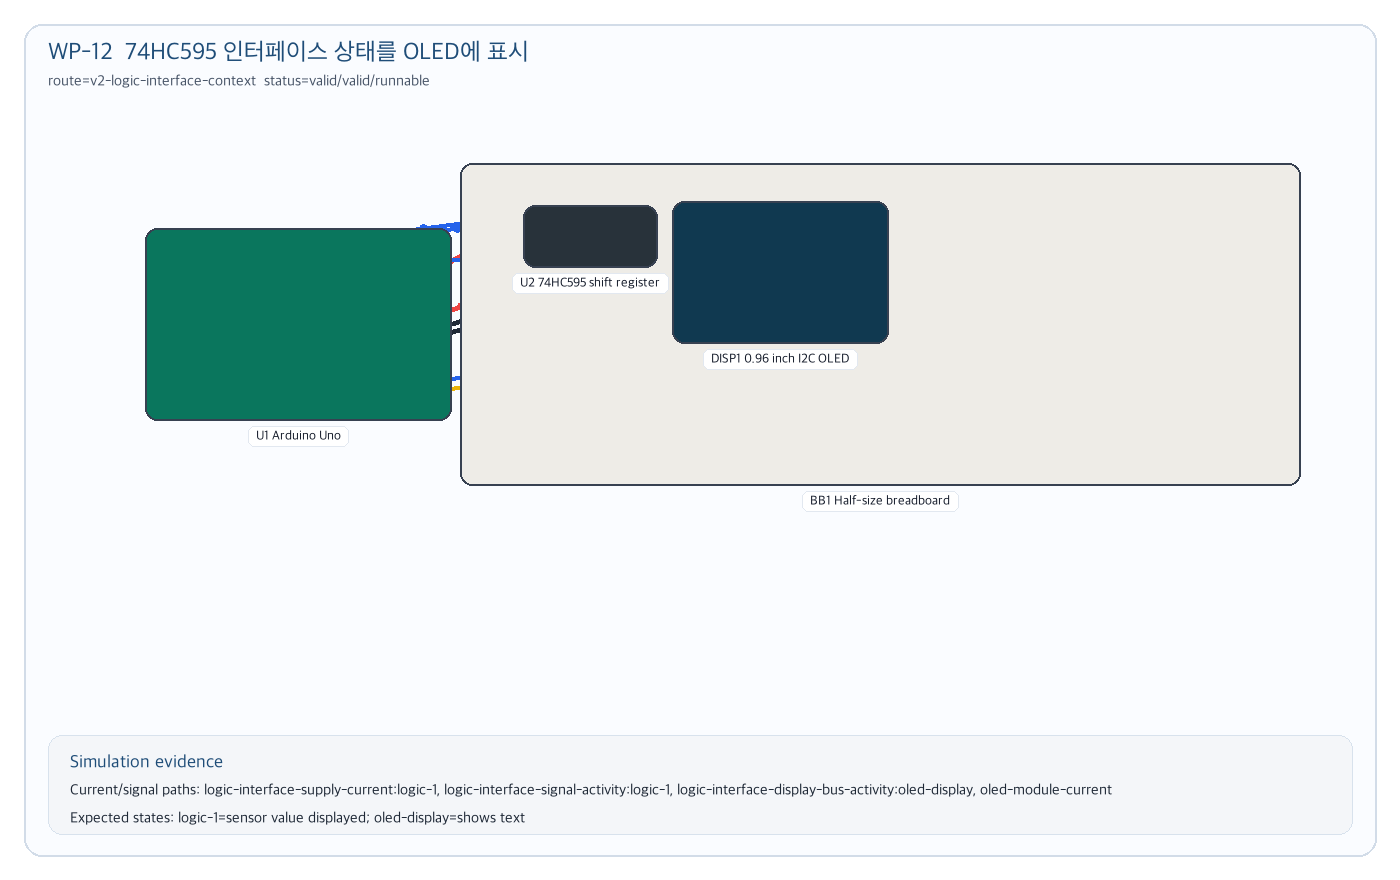 WP-12  74HC595 인터페이스 상태를 OLED에 표시
route=v2-logic-interface-context  status=valid/valid/runnable
U2 74HC595 shift register
DISP1 0.96 inch I2C OLED
U1 Arduino Uno
BB1 Half-size breadboard
Simulation evidence
Current/signal paths: logic-interface-supply-current:logic-1, logic-interface-signal-activity:logic-1, logic-interface-display-bus-activity:oled-display, oled-module-current
Expected states: logic-1=sensor value displayed; oled-display=shows text